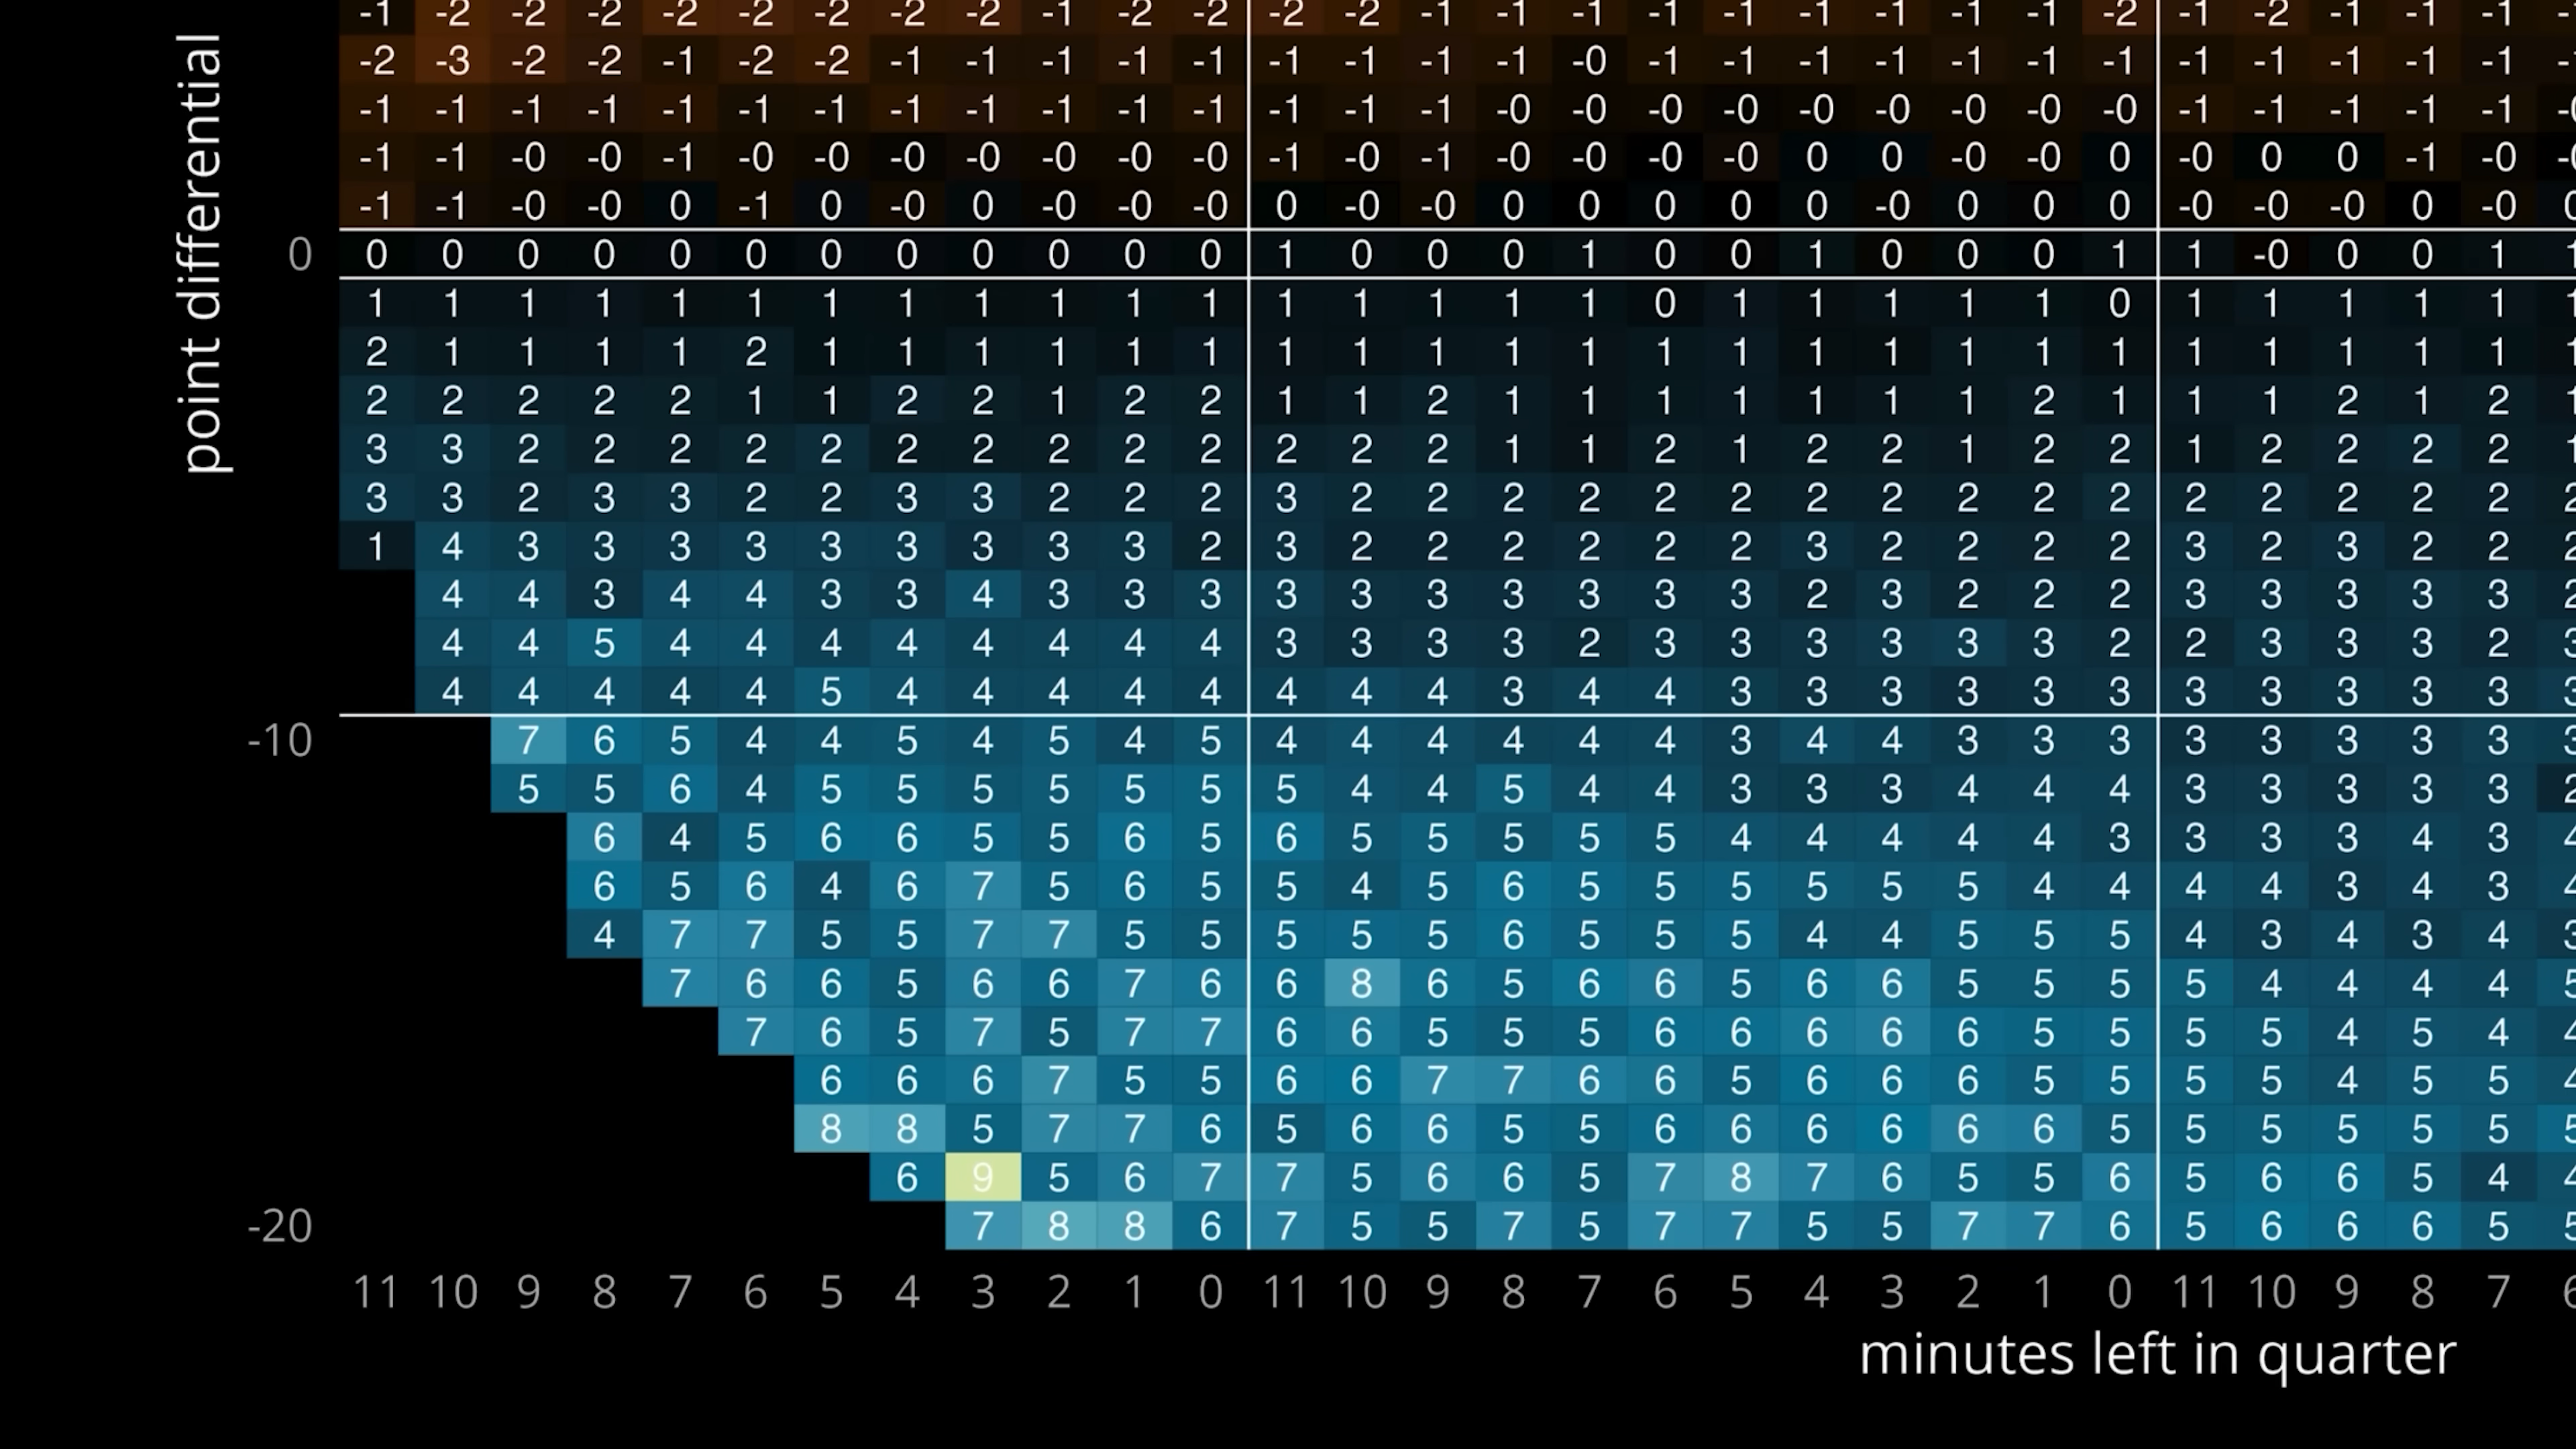 -1 -2 -2 -2 -2 -2 -2 -2 -2 -1 -2 -2 -2 -2 -1 -1 -1 -1 -1 -1 -1 -1 -1 -2 -1 -2 -1 -1 -1
-2 -3 -2 -2 -1 -2 -2 -1 -1 -1 -1 -1 -1 -1 -1 -1 -0 -1 -1 -1 -1 -1 -1 -1 -1 -1 -1 -1 -1
-1 -1 -1 -1 -1 -1 -1 -1 -1 -1 -1 -1 -1 -1 -1 -0 -0 -0 -0 -0 -0 -0 -0 -0 -1 -1 -1 -1 -1
-1 -1 -0 -0 -1 -0 -0 -0 -0 -0 -0 -0 -1 -0 -1 -0 -0 -0 -0 0 0 -0 -0 0 -0 0 0 -1 -0
-1 -1 -0 -0 0 -1 0 -0 0 -0 -0 -0 0 -0 -0 0 0 0 0 0 -0 0 0 0 -0 -0 -0 0 -0
point differential
0 0 0 0 0 0 0 0 0 0 0 0 0 1 0 0 0 1 0 0 1 0 0 0 1 1 -0 0 0 1
1 1 1 1 1 1 1 1 1 1 1 1 1 1 1 1 1 0 1 1 1 1 1 0 1 1 1 1 1
2 1 1 1 1 2 1 1 1 1 1 1 1 1 1 1 1 1 1 1 1 1 1 1 1 1 1 1 1
2 2 2 2 2 1 1 2 2 1 2 2 1 1 2 1 1 1 1 1 1 1 2 1 1 1 2 1 2
3 3 2 2 2 2 2 2 2 2 2 2 2 2 2 1 1 2 1 2 2 1 2 2 1 2 2 2 2
3 3 2 3 3 2 2 3 3 2 2 2 3 2 2 2 2 2 2 2 2 2 2 2 2 2 2 2 2
1 4 3 3 3 3 3 3 3 3 3 2 3 2 2 2 2 2 2 3 2 2 2 2 3 2 3 2 2
4 4 3 4 4 3 3 4 3 3 3 3 3 3 3 3 3 3 2 3 2 2 2 3 3 3 3 3
4 4 5 4 4 4 4 4 4 4 4 3 3 3 3 2 3 3 3 3 3 3 2 2 3 3 3 2
4 4 4 4 4 5 4 4 4 4 4 4 4 4 3 4 4 3 3 3 3 3 3 3 3 3 3 3
-10 7 6 5 4 4 5 4 5 4 5 4 4 4 4 4 4 3 4 4 3 3 3 3 3 3 3 3
5 5 6 4 5 5 5 5 5 5 5 4 4 5 4 4 3 3 3 4 4 4 3 3 3 3 3
6 4 5 6 6 5 5 6 5 6 5 5 5 5 5 4 4 4 4 4 3 3 3 3 4 3
6 5 6 4 6 7 5 6 5 5 4 5 6 5 5 5 5 5 5 4 4 4 4 3 4 3
4 7 7 5 5 7 7 5 5 5 5 5 6 5 5 5 4 4 5 5 5 4 3 4 3 4
7 6 6 5 6 6 7 6 6 8 6 5 6 6 5 6 6 5 5 5 5 4 4 4 4
7 6 5 7 5 7 7 6 6 5 5 5 6 6 6 6 6 5 5 5 5 4 5 4
6 6 6 7 5 5 6 6 7 7 6 6 5 6 6 6 5 5 5 5 4 5 5
8 8 5 7 7 6 5 6 6 5 5 6 6 6 6 6 6 5 5 5 5 5 5
6 9 5 6 7 7 5 6 6 5 7 8 7 6 5 5 6 5 6 6 5 4
-20 7 8 8 6 7 5 5 7 5 7 7 5 5 7 7 6 5 6 6 6 5
11 10 9 8 7 6 5 4 3 2 1 0 11 10 9 8 7 6 5 4 3 2 1 0 11 10 9 8 7
minutes left in quarter